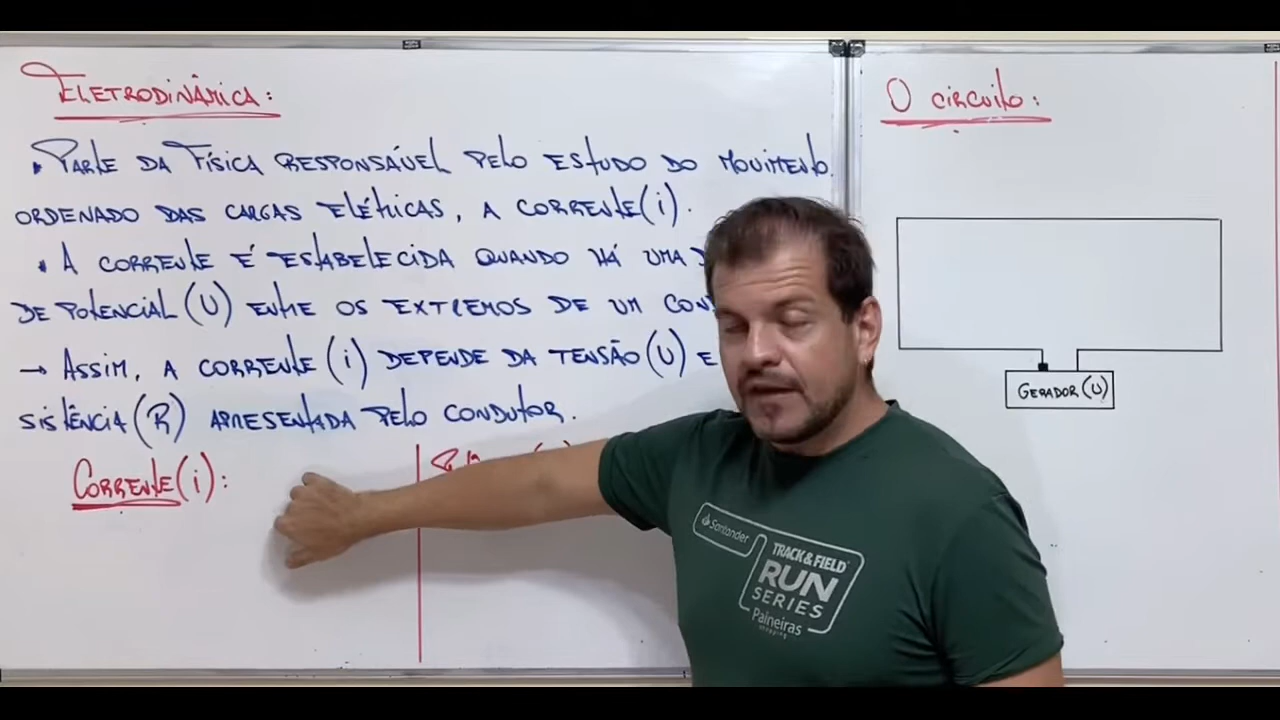 Eletrodinâmica:
• Parte da Física responsável pelo estudo do movimento
ordenado das cargas elétricas, a corrente (i).
• A corrente é estabelecida quando há uma
de potencial (U) entre os extremos de um
→ Assim, a corrente (i) depende da tensão (U) e
sistência (R) apresentada pelo condutor.
Corrente (i):
O circuito:
Gerador (U)
Santander
TRACK&FIELD
RUN
SERIES
Paineiras
shopping